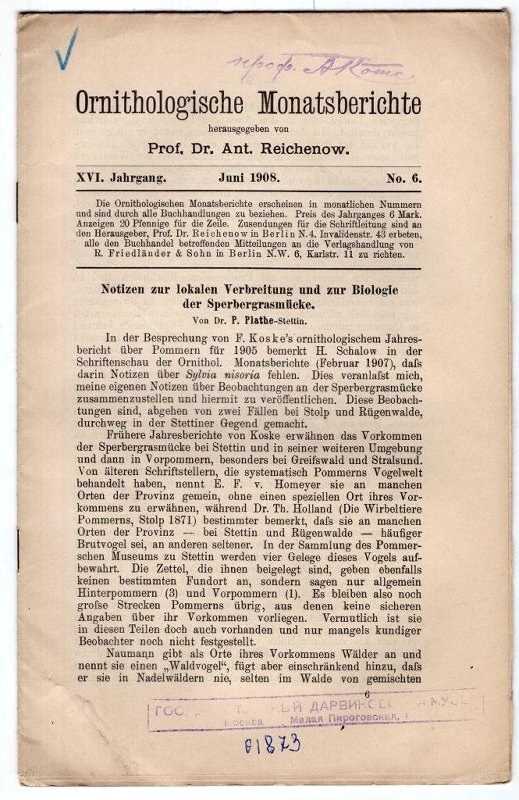 проф. АКотс.
Ornithologische Monatsberichte
herausgegeben von
Prof. Dr. Ant. Reichenow.
XVI. Jahrgang. Juni 1908. No. 6.
Die Ornithologischen Monatsberichte erscheinen in monatlichen Nummern
und sind durch alle Buchhandlungen zu beziehen. Preis des Jahrganges 6 Mark.
Anzeigen 20 Pfennige für die Zeile. Zusendungen für die Schriftleitung sind an
den Herausgeber, Prof. Dr. Reichenow in Berlin N. 4. Invalidenstr. 43 erbeten,
alle den Buchhandel betreffenden Mitteilungen an die Verlagshandlung von
R. Friedländer & Sohn in Berlin N.W. 6, Karlstr. 11 zu richten.
Notizen zur lokalen Verbreitung und zur Biologie
der Sperbergrasmücke.
Von Dr. P. Plathe-Stettin.
In der Besprechung von F. Koske's ornithologischem Jahres-
bericht über Pommern für 1905 bemerkt H. Schalow in der
Schriftenschau der Ornithol. Monatsberichte (Februar 1907), daſs
darin Notizen über Sylvia nisoria fehlen. Dies veranlaſst mich,
meine eigenen Notizen über Beobachtungen an der Sperbergrasmücke
zusammenzustellen und hiermit zu veröffentlichen. Diese Beobach-
tungen sind, abgehen von zwei Fällen bei Stolp und Rügenwalde,
durchweg in der Stettiner Gegend gemacht.
Frühere Jahresberichte von Koske erwähnen das Vorkommen
der Sperbergrasmücke bei Stettin und in seiner weiteren Umgebung
und dann in Vorpommern, besonders bei Greifswald und Stralsund.
Von älteren Schriftstellern, die systematisch Pommerns Vogelwelt
behandelt haben, nennt E. F. v. Homeyer sie an manchen
Orten der Provinz gemein, ohne einen speziellen Ort ihres Vor-
kommens zu erwähnen, während Dr. Th. Holland (Die Wirbeltiere
Pommerns, Stolp 1871) bestimmter bemerkt, daſs sie an manchen
Orten der Provinz — bei Stettin und Rügenwalde — häufiger
Brutvogel sei, an anderen seltener. In der Sammlung des Pommer-
schen Museums zu Stettin werden vier Gelege dieses Vogels auf-
bewahrt. Die Zettel, die ihnen beigelegt sind, geben ebenfalls
keinen bestimmten Fundort an, sondern sagen nur allgemein
Hinterpommern (3) und Vorpommern (1). Es bleiben also noch
groſse Strecken Pommerns übrig, aus denen keine sicheren
Angaben über ihr Vorkommen vorliegen. Vermutlich ist sie
in diesen Teilen doch auch vorhanden und nur mangels kundiger
Beobachter noch nicht festgestellt.
Naumann gibt als Orte ihres Vorkommens Wälder an und
nennt sie einen „Waldvogel“, fügt aber einschränkend hinzu, daſs
er sie in Nadelwäldern nie, selten im Walde von gemischten
6
ДАРВИНОВСКИЙ
Москва Малая Пироговская, 1
01873